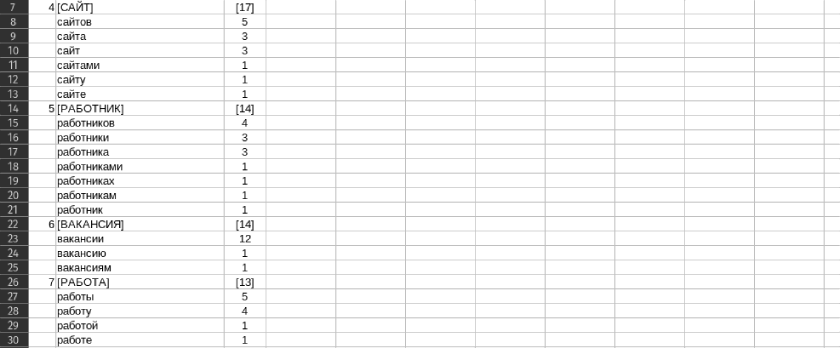 7 4 [САЙТ] [17]
8 сайтов 5
9 сайта 3
10 сайт 3
11 сайтами 1
12 сайту 1
13 сайте 1
14 5 [РАБОТНИК] [14]
15 работников 4
16 работники 3
17 работника 3
18 работниками 1
19 работниках 1
20 работникам 1
21 работник 1
22 6 [ВАКАНСИЯ] [14]
23 вакансии 12
24 вакансию 1
25 вакансиям 1
26 7 [РАБОТА] [13]
27 работы 5
28 работу 4
29 работой 1
30 работе 1